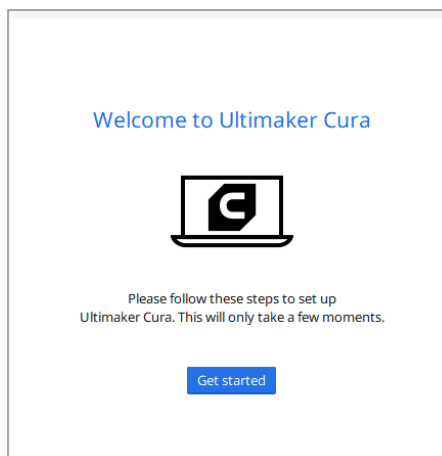 Welcome to Ultimaker Cura
Please follow these steps to set up
Ultimaker Cura. This will only take a few moments.
Get started